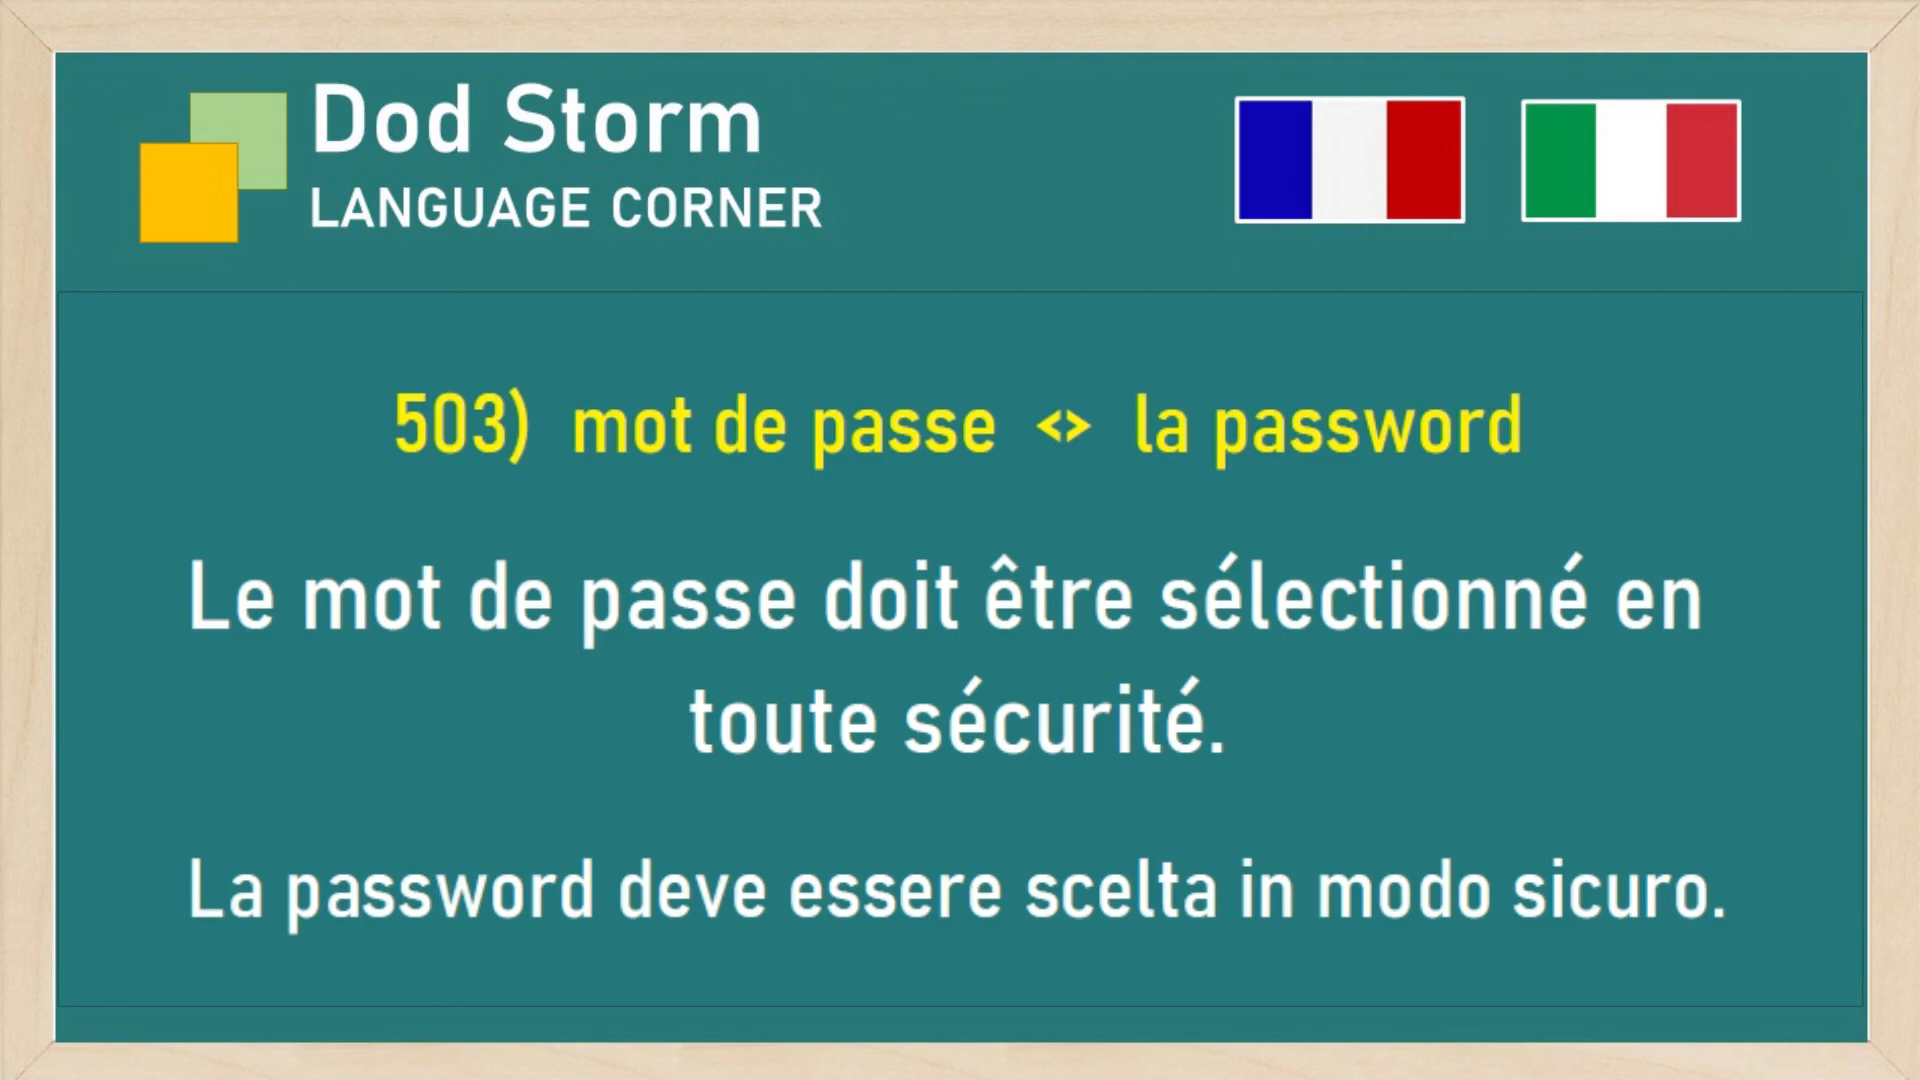 Dod Storm
LANGUAGE CORNER
503) mot de passe <> la password
Le mot de passe doit être sélectionné en
toute sécurité.
La password deve essere scelta in modo sicuro.